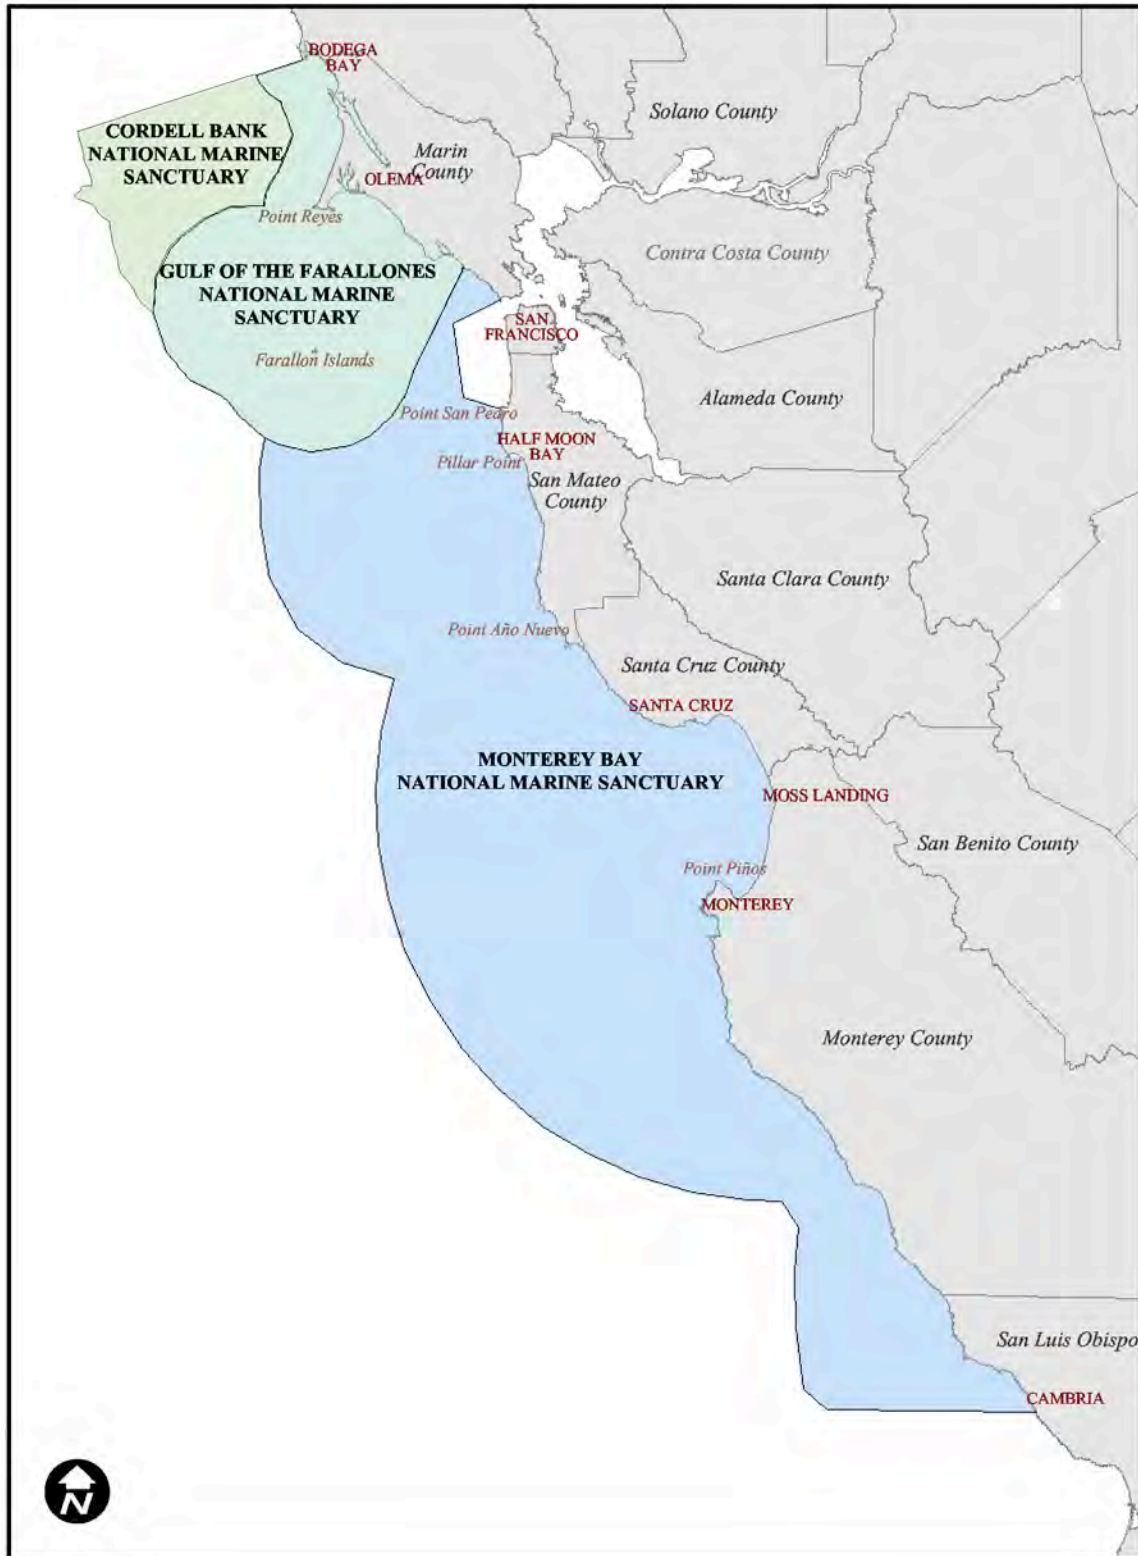 BODEGA
BAY
Solano County
CORDELL BANK
NATIONAL MARINE
SANCTUARY
Marin
County
OLEMA
Point Reyes
Contra Costa County
GULF OF THE FARALLONES
NATIONAL MARINE
SANCTUARY
SAN
FRANCISCO
Farallon Islands
Alameda County
Point San Pedro
HALF MOON
BAY
Pillar Point
San Mateo
County
Santa Clara County
Point Año Nuevo
Santa Cruz County
SANTA CRUZ
MONTEREY BAY
NATIONAL MARINE SANCTUARY
MOSS LANDING
San Benito County
Point Piños
MONTEREY
Monterey County
San Luis Obispo
CAMBRIA
N